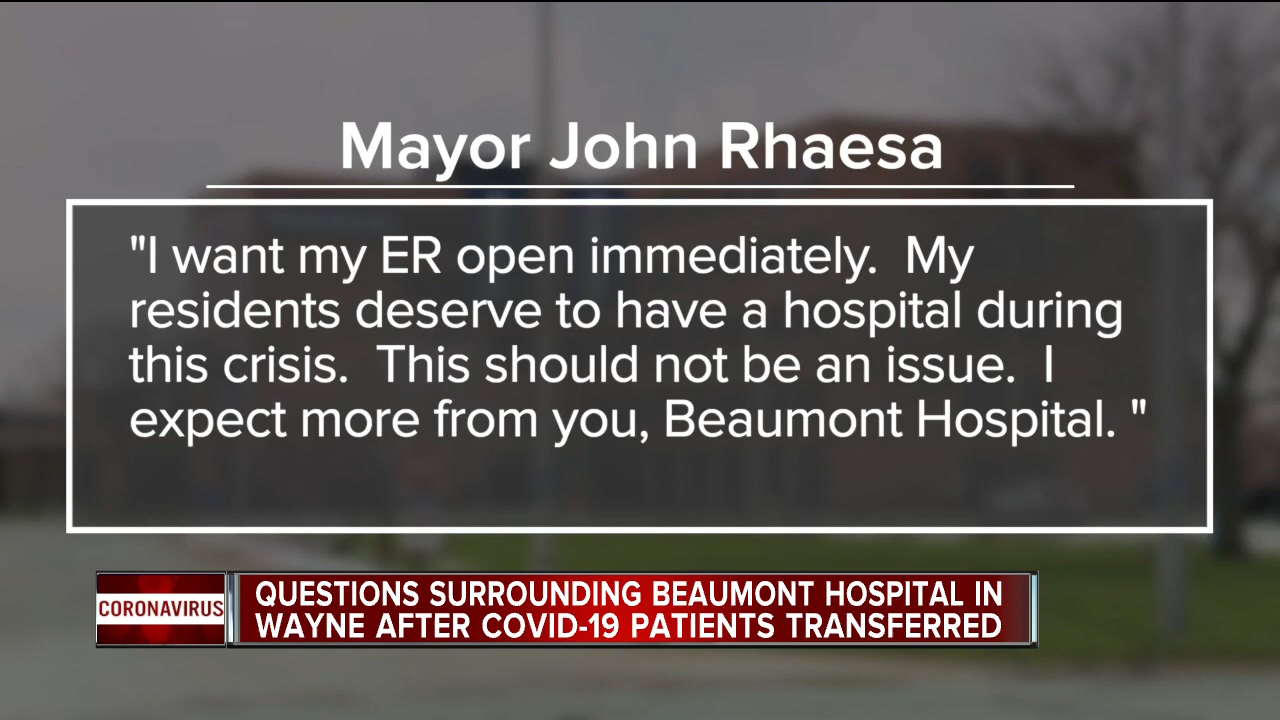 Mayor John Rhaesa
"I want my ER open immediately.  My
residents deserve to have a hospital during
this crisis.  This should not be an issue.  I
expect more from you, Beaumont Hospital. "
CORONAVIRUS
QUESTIONS SURROUNDING BEAUMONT HOSPITAL IN
WAYNE AFTER COVID-19 PATIENTS TRANSFERRED